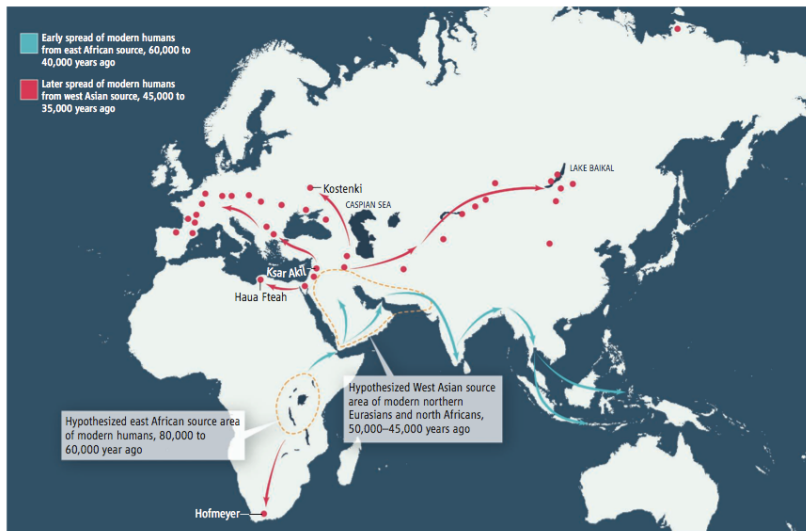 Early spread of modern humans
from east African source, 60,000 to
40,000 years ago
Later spread of modern humans
from west Asian source, 45,000 to
35,000 years ago
LAKE BAIKAL
Kostenki
CASPIAN SEA
Ksar Akil
Haua Fteah
Hypothesized West Asian source
area of modern northern
Eurasians and north Africans,
50,000–45,000 years ago
Hypothesized east African source area
of modern humans, 80,000 to
60,000 year ago
Hofmeyer